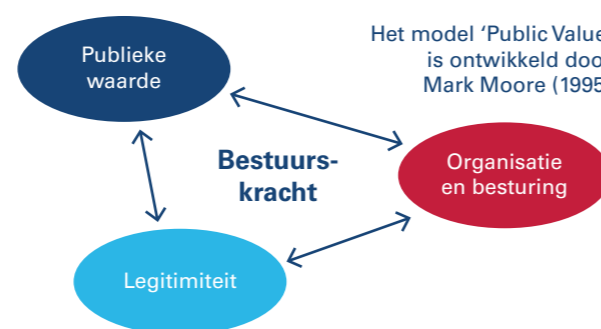 Publieke
waarde
Het model ‘Public Value
is ontwikkeld doo
Mark Moore (1995
Bestuurs-
kracht
Organisatie
en besturing
Legitimiteit